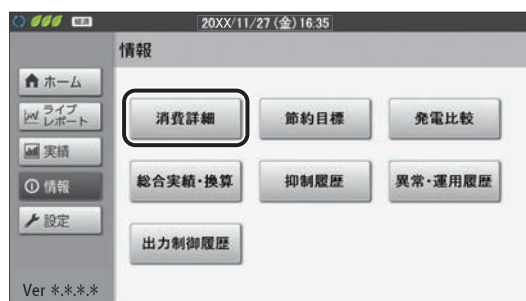 経済 20XX/11/27 (金) 16:35
情報
ホーム
ライブ
レポート
実績
情報
設定
消費詳細 節約目標 発電比較
総合実績・換算 抑制履歴 異常・運用履歴
出力制御履歴
Ver *.*.*.*